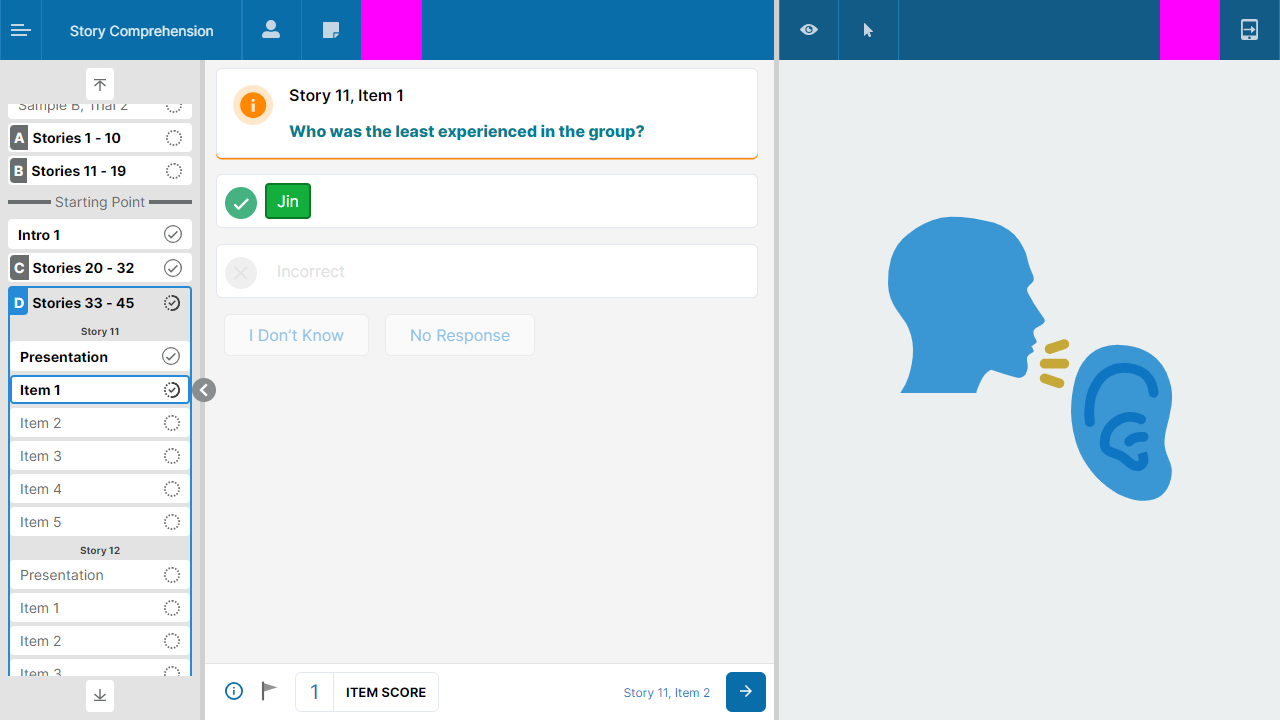 Story Comprehension
Sample B, Trial 2
A Stories 1 - 10
B Stories 11 - 19
Starting Point
Intro 1
C Stories 20 - 32
D Stories 33 - 45
Story 11
Presentation
Item 1
Item 2
Item 3
Item 4
Item 5
Story 12
Presentation
Item 1
Item 2
Item 3
Story 11, Item 1
Who was the least experienced in the group?
Jin
Incorrect
I Don't Know
No Response
1 ITEM SCORE
Story 11, Item 2